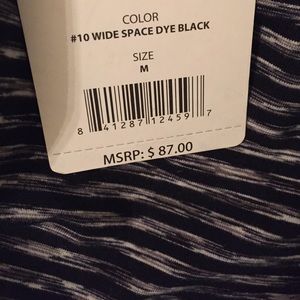 COLOR
#10 WIDE SPACE DYE BLACK
SIZE
M
8 41287 12459 7
MSRP: $ 87.00